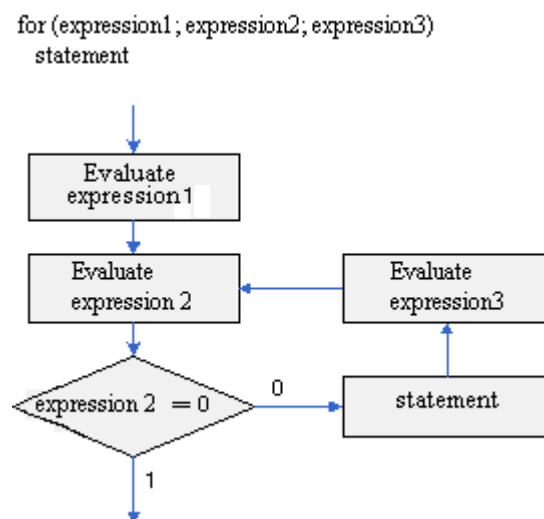 for (expression1; expression2; expression3)
statement
Evaluate
expression1
Evaluate
expression 2
Evaluate
expression3
expression 2 = 0
0
statement
1